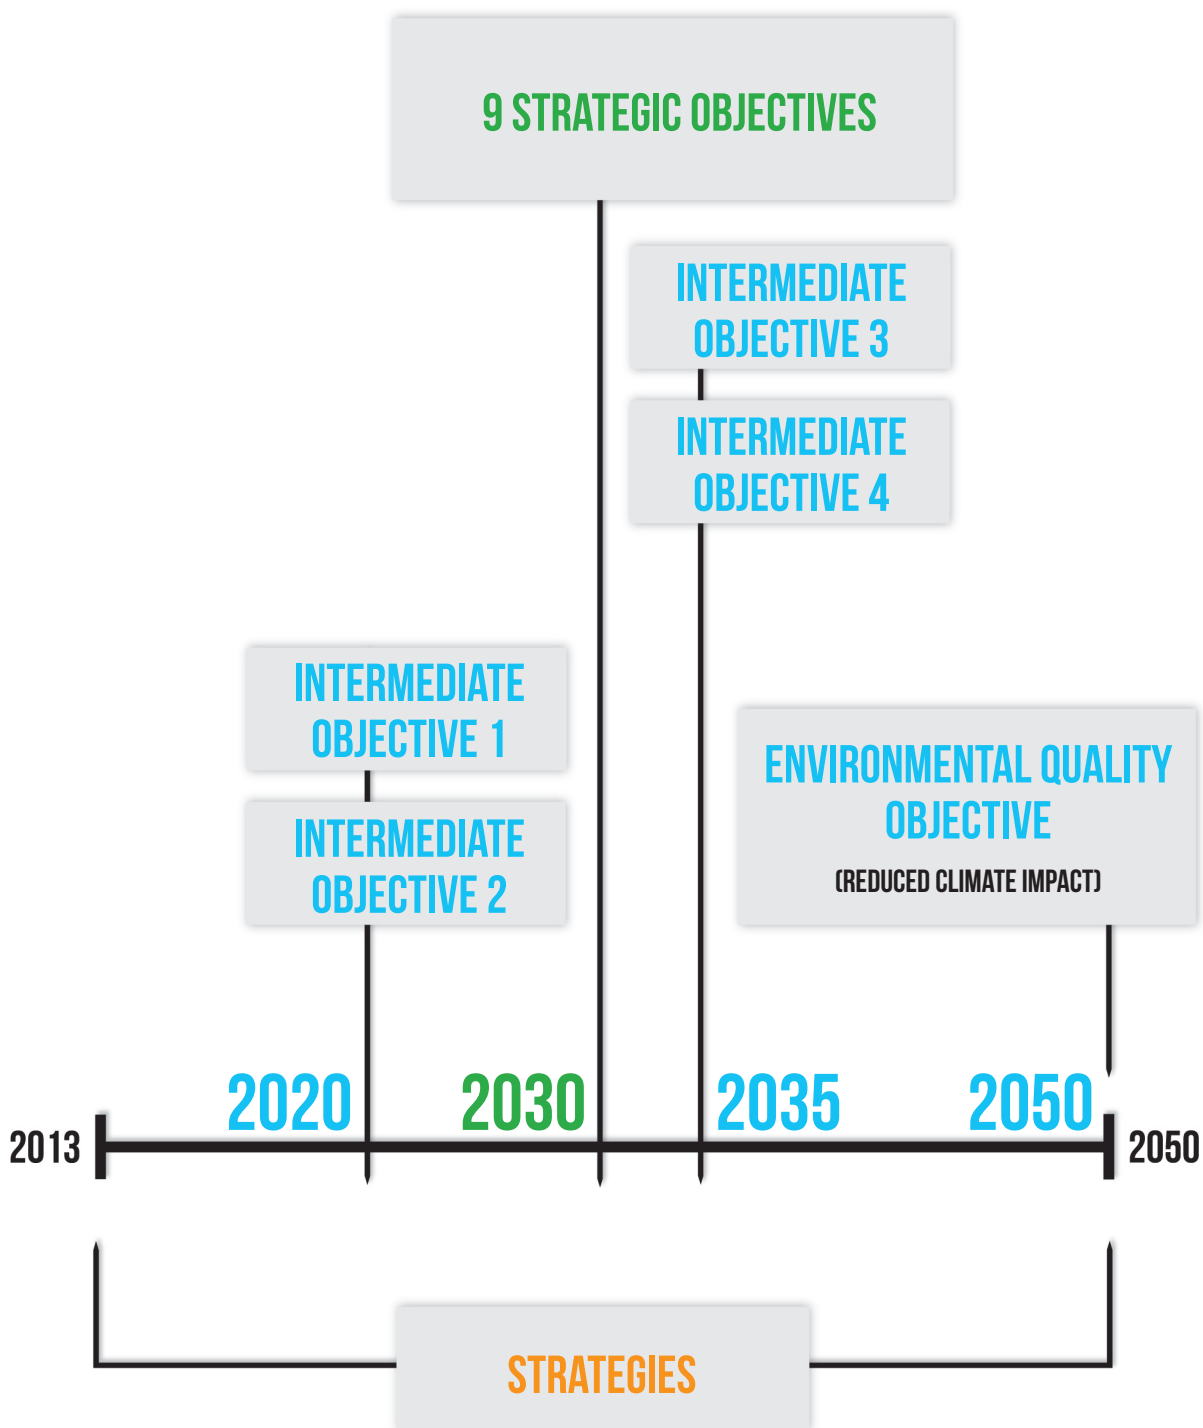 9 STRATEGIC OBJECTIVES
INTERMEDIATE
OBJECTIVE 3
INTERMEDIATE
OBJECTIVE 4
INTERMEDIATE
OBJECTIVE 1
INTERMEDIATE
OBJECTIVE 2
ENVIRONMENTAL QUALITY
OBJECTIVE
(REDUCED CLIMATE IMPACT)
2020
2030
2035
2050
2013
2050
STRATEGIES